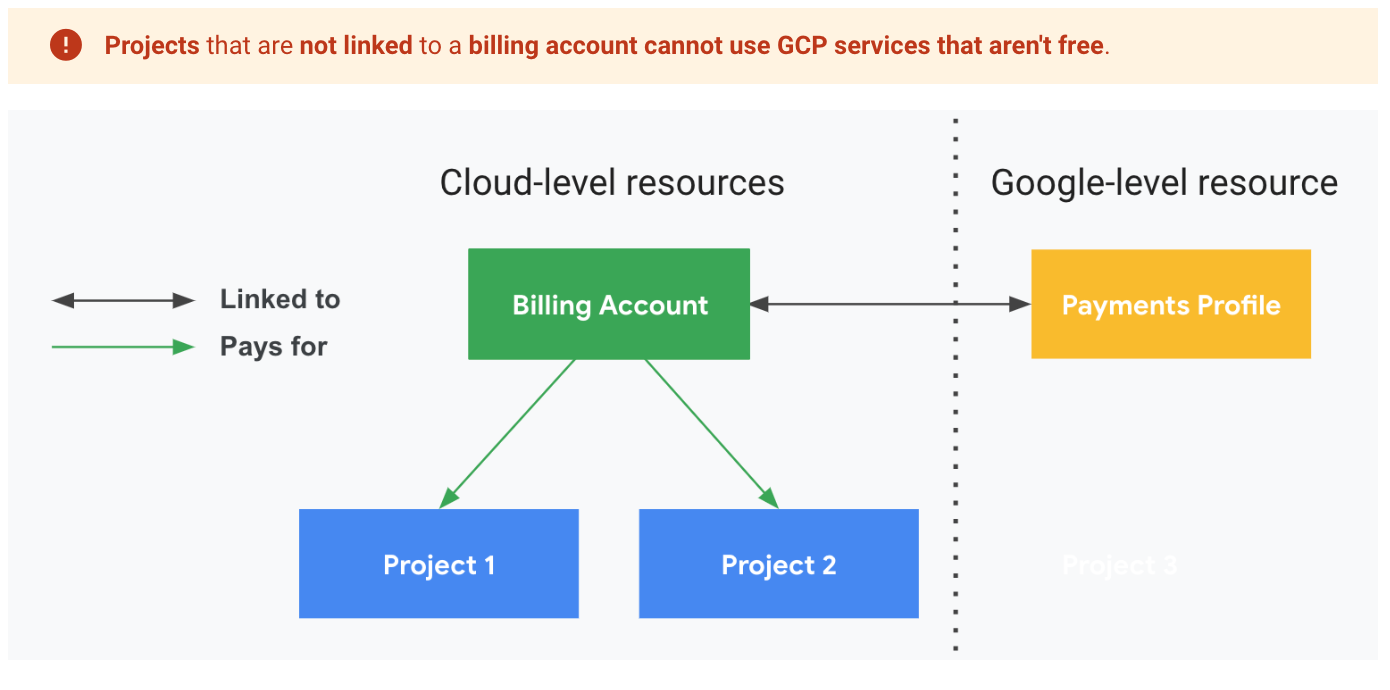 Projects that are not linked to a billing account cannot use GCP services that aren't free.
Cloud-level resources
Google-level resource
Linked to
Pays for
Billing Account
Payments Profile
Project 1
Project 2
Project 3